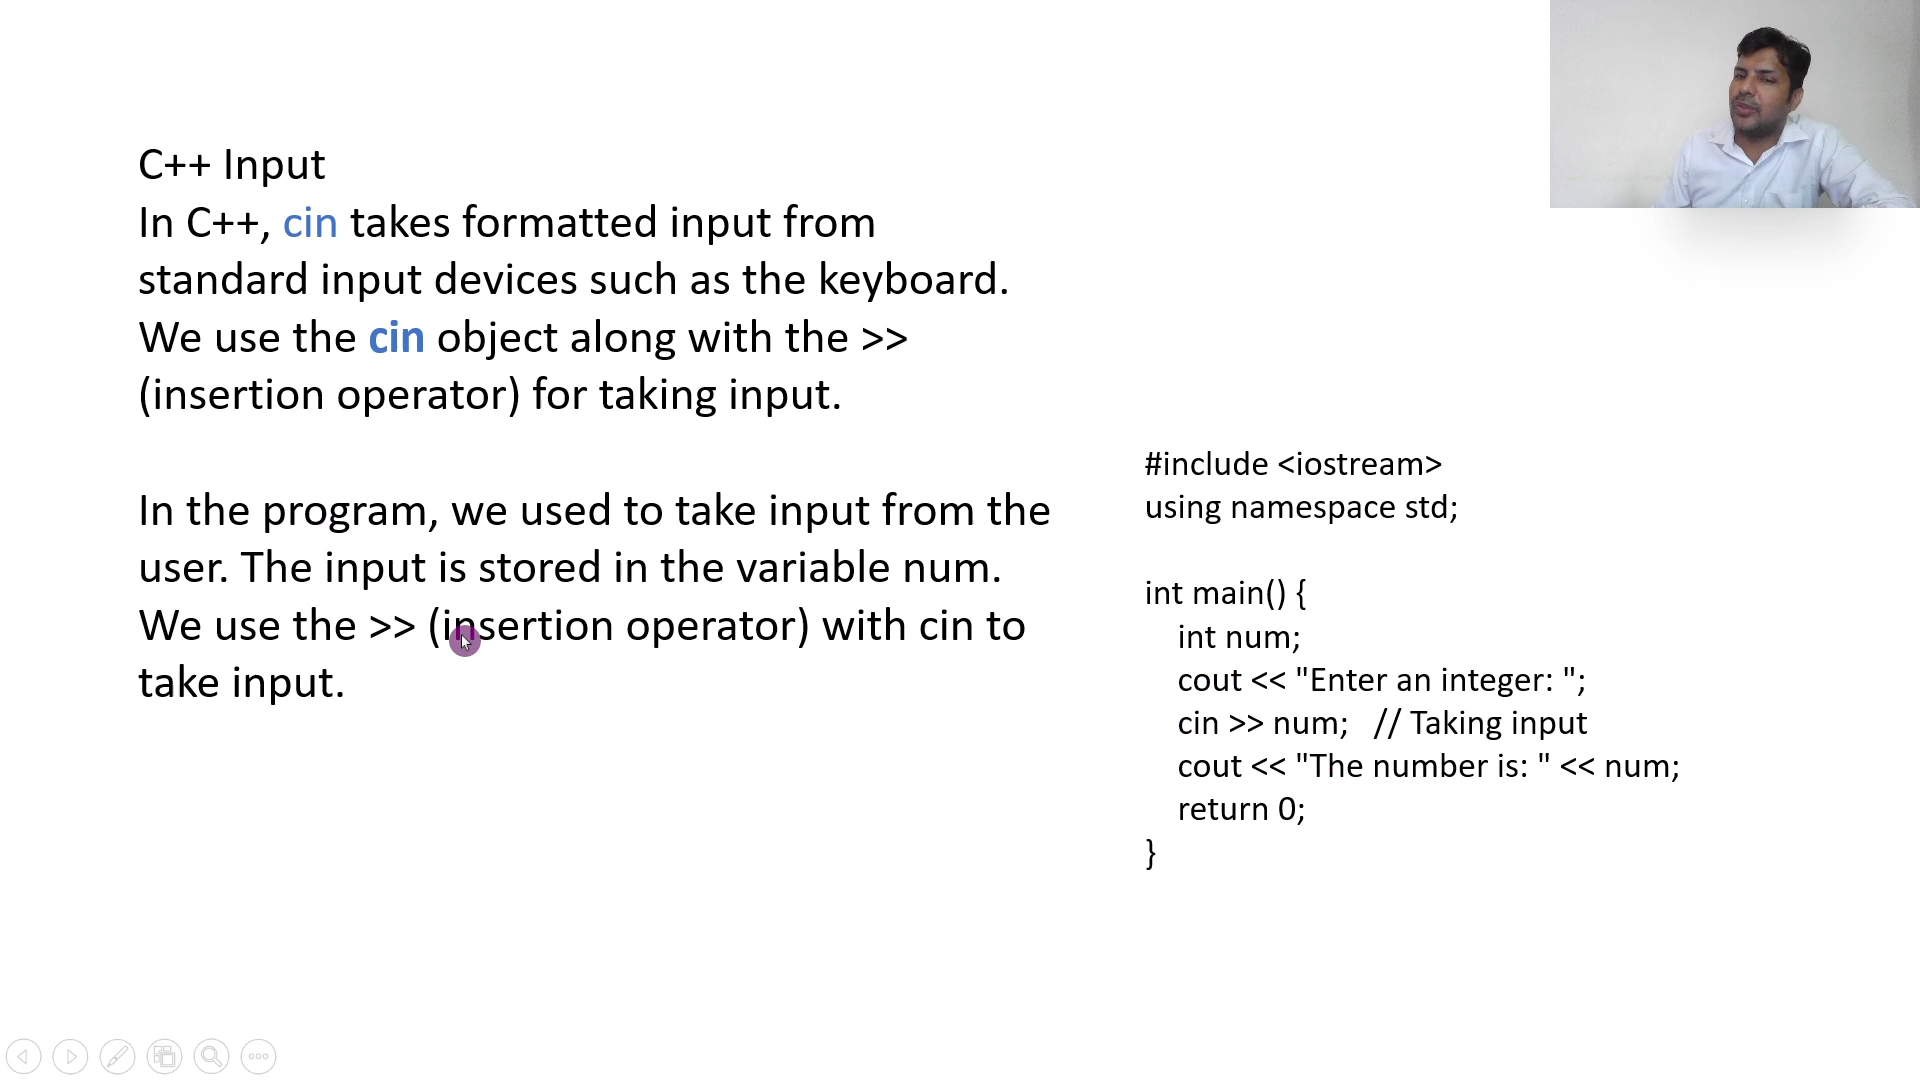 C++ Input
In C++, cin takes formatted input from
standard input devices such as the keyboard.
We use the cin object along with the >>
(insertion operator) for taking input.
In the program, we used to take input from the
user. The input is stored in the variable num.
We use the >> (insertion operator) with cin to
take input.
#include <iostream>
using namespace std;
int main() {
int num;
cout << "Enter an integer: ";
cin >> num;   // Taking input
cout << "The number is: " << num;
return 0;
}